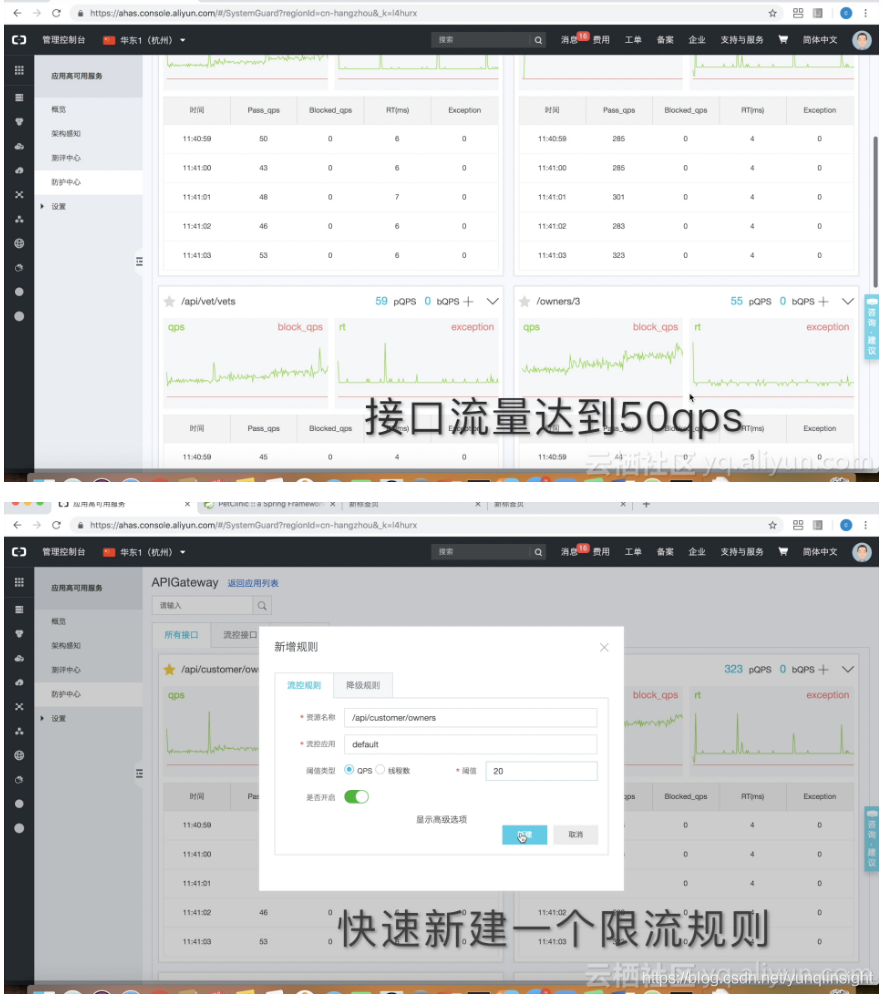 https://ahas.console.aliyun.com/#/SystemGuard?regionId=cn-hangzhou&_k=l4hurx
管理控制台 华东1（杭州） 搜索 消息 16 费用 工单 备案 企业 支持与服务 简体中文
应用高可用服务
概览
架构感知
测评中心
防护中心
设置
时间 Pass_qps Blocked_qps RT(ms) Exception
11:40:59 50 0 6 0
11:41:00 43 0 6 0
11:41:01 48 0 7 0
11:41:02 46 0 6 0
11:41:03 53 0 6 0
时间 Pass_qps Blocked_qps RT(ms) Exception
11:40:59 285 0 4 0
11:41:00 285 0 4 0
11:41:01 301 0 4 0
11:41:02 283 0 4 0
11:41:03 323 0 4 0
/api/vet/vets 59 pQPS 0 bQPS
qps block_qps rt exception
时间 Pass_qps Blocked_qps
11:40:59 45 0 4 0
/owners/3 55 pQPS 0 bQPS
qps block_qps rt exception
时间 RT(ms) Exception
11:40:59 44 0
咨询·建议
接口流量达到50qps
云栖社区 yq.aliyun.com
应用高可用服务 PetClinic :: a Spring Framework 新标签页 新标签页
https://ahas.console.aliyun.com/#/SystemGuard?regionId=cn-hangzhou&_k=l4hurx
管理控制台 华东1（杭州） 搜索 消息 16 费用 工单 备案 企业 支持与服务 简体中文
应用高可用服务
概览
架构感知
测评中心
防护中心
设置
APIGateway 返回应用列表
请输入
所有接口 流控接口
/api/customer/ow
qps
323 pQPS 0 bQPS
block_qps rt exception
新增规则
流控规则 降级规则
* 资源名称 /api/customer/owners
* 流控应用 default
阈值类型 QPS 线程数 * 阈值 20
是否开启
显示高级选项
取消
时间
11:40:59
11:41:00
11:41:01
11:41:02 46 0
11:41:03 53 0
Blocked_qps RT(ms) Exception
0 4 0
0 4 0
0 4 0
11:41:02 0 4 0
11:41:03 0 4 0
咨询·建议
快速新建一个限流规则
云栖社区 yq.aliyun.com
https://blog.csdn.net/yunqiinsight